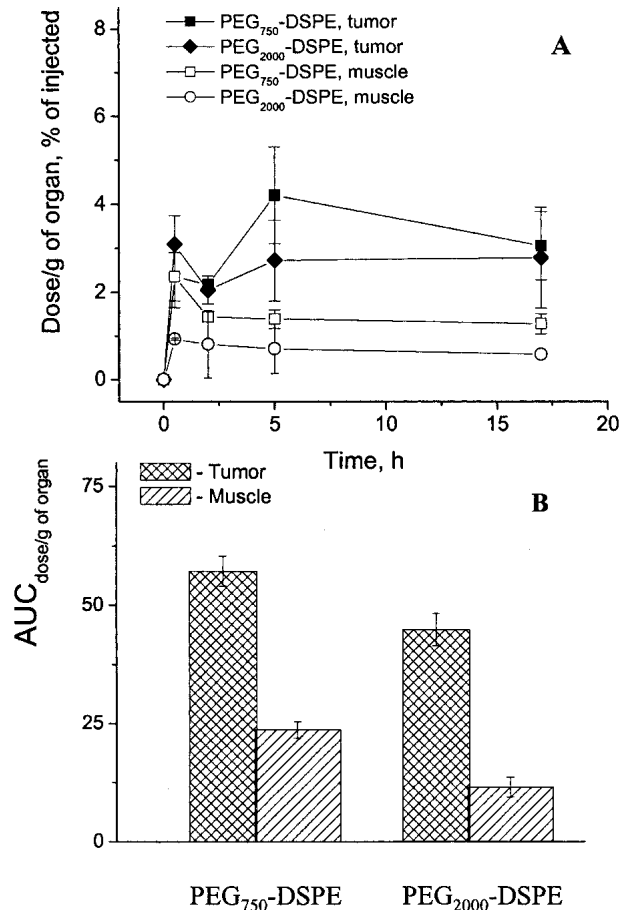 PEG750-DSPE, tumor
PEG2000-DSPE, tumor
PEG750-DSPE, muscle
PEG2000-DSPE, muscle
A
Dose/g of organ, % of injected
8
6
4
2
0
0 5 10 15 20
Time, h
- Tumor
- Muscle
B
AUC dose/g of organ
75
50
25
0
PEG750-DSPE PEG2000-DSPE